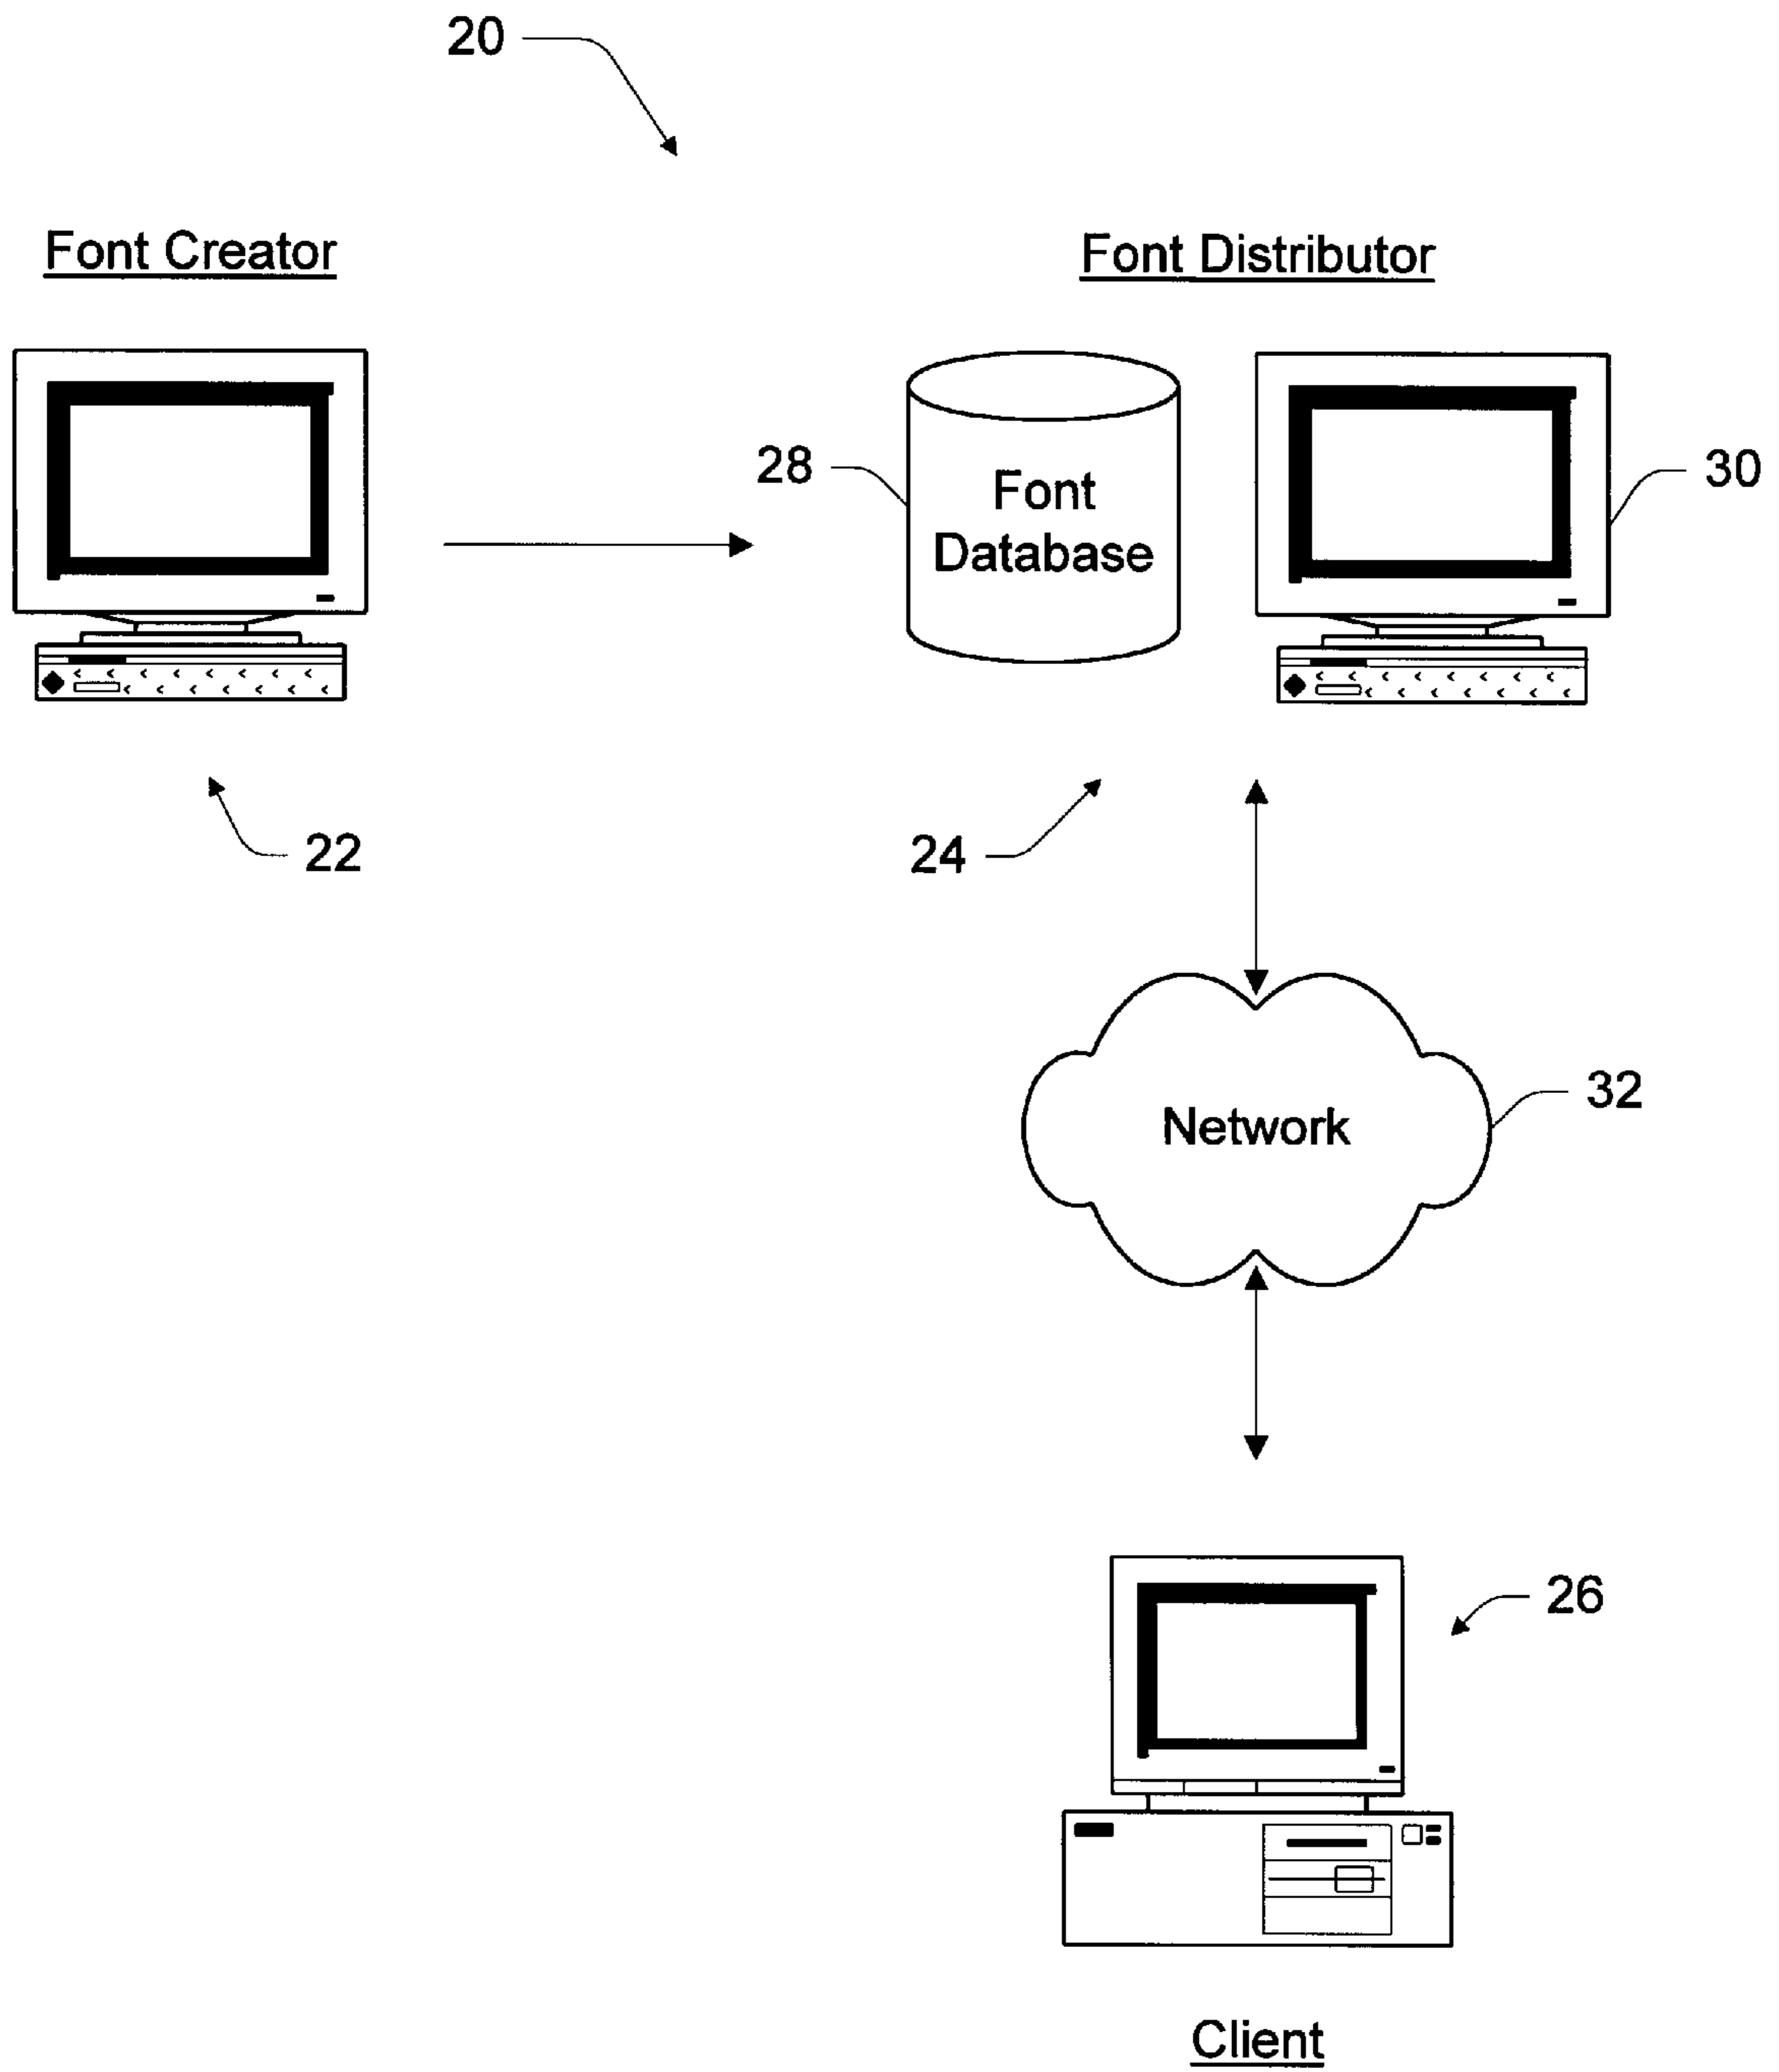 20
Font Creator
Font Distributor
28
Font
Database
30
22
24
32
Network
26
Client